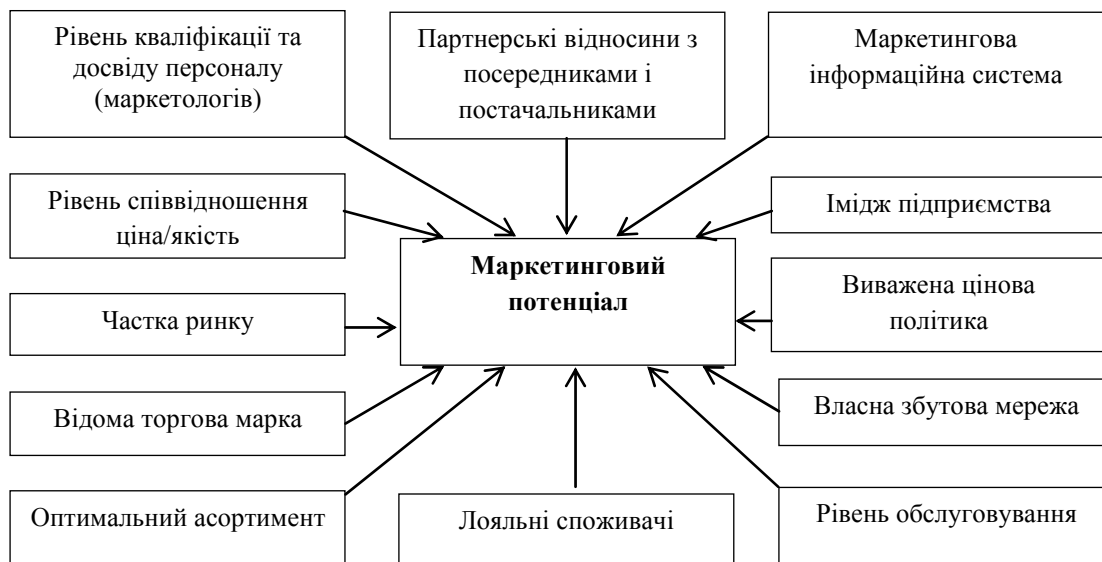 Рівень кваліфікації та
досвіду персоналу
(маркетологів)
Партнерські відносини з
посередниками і
постачальниками
Маркетингова
інформаційна система
Рівень співвідношення
ціна/якість
Імідж підприємства
Маркетинговий
потенціал
Частка ринку
Виважена цінова
політика
Відома торгова марка
Власна збутова мережа
Оптимальний асортимент
Лояльні споживачі
Рівень обслуговування